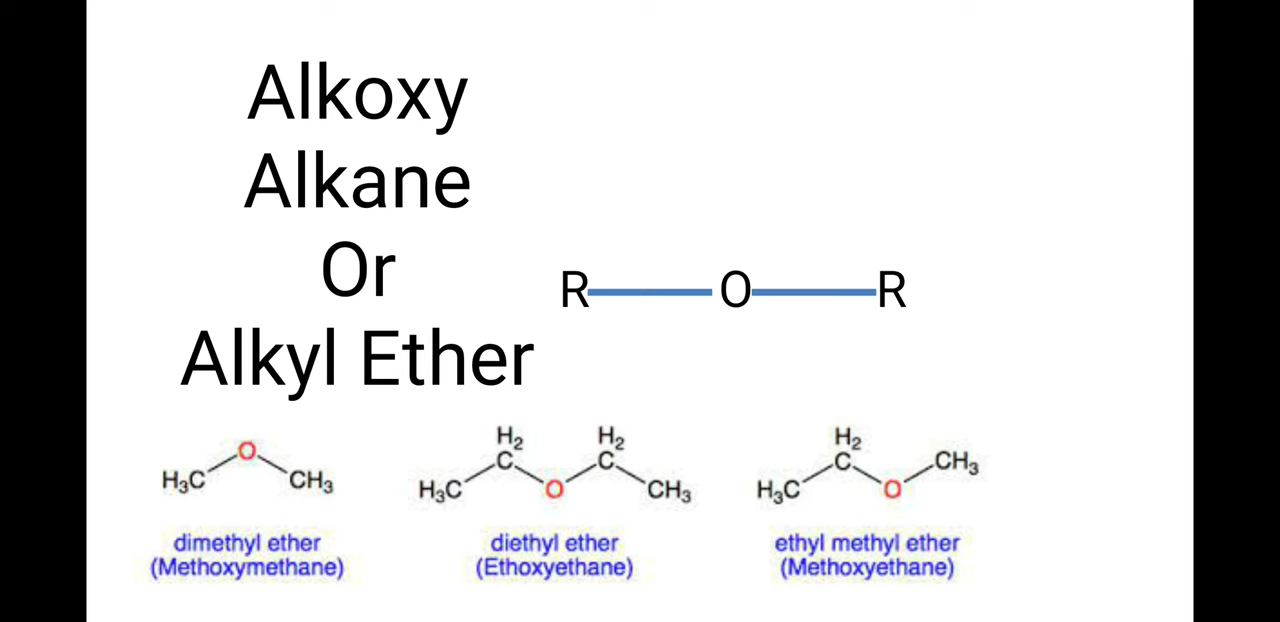 Alkoxy
Alkane
Or
Alkyl Ether
R O R
H₂ H₂ H₂
O C C C CH₃
H₃C CH₃ H₃C O CH₃ H₃C O
dimethyl ether diethyl ether ethyl methyl ether
(Methoxymethane) (Ethoxyethane) (Methoxyethane)